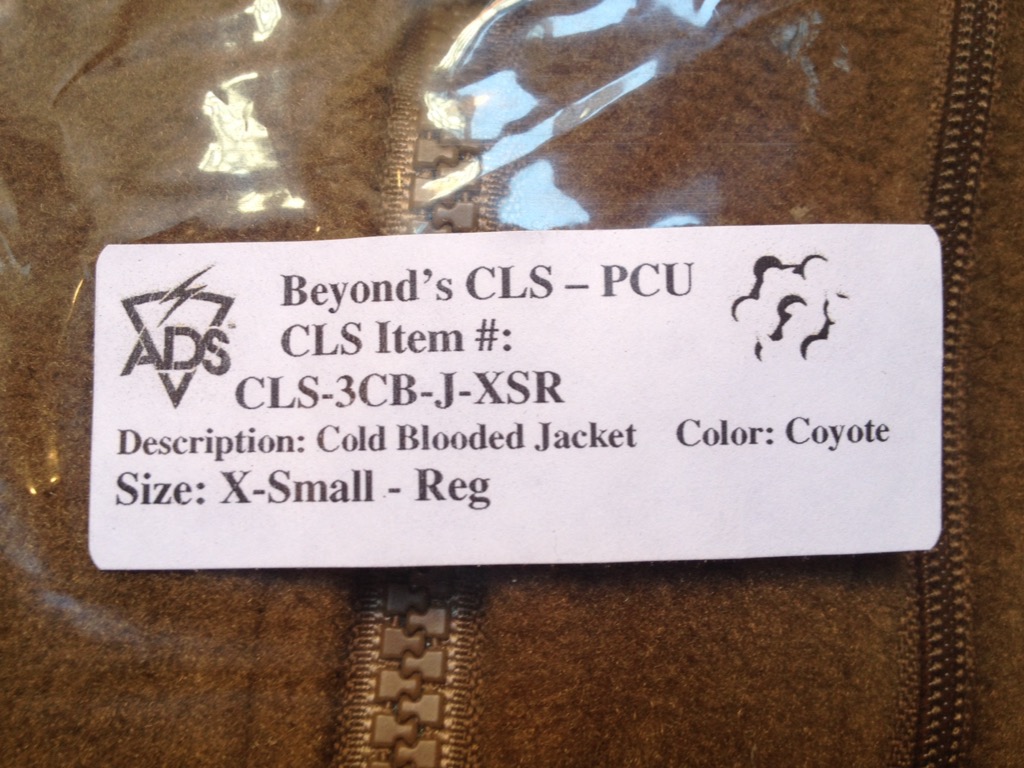 Beyond's CLS – PCU
ADS
CLS Item #:
CLS-3CB-J-XSR
Description: Cold Blooded Jacket Color: Coyote
Size: X-Small - Reg